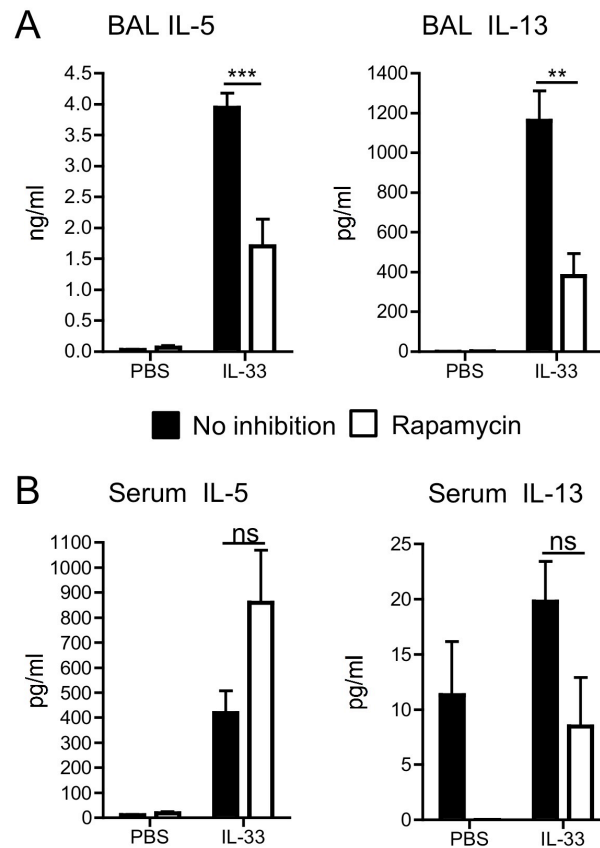 A
BAL IL-5
BAL IL-13
4.5
4.0
3.5
3.0
2.5
2.0
1.5
1.0
0.5
0.0
ng/ml
***
PBS
IL-33
1400
1200
1000
800
600
400
200
0
pg/ml
**
PBS
IL-33
No inhibition
Rapamycin
B
Serum IL-5
Serum IL-13
1100
1000
900
800
700
600
500
400
300
200
100
0
pg/ml
ns
PBS
IL-33
25
20
15
10
5
0
pg/ml
ns
PBS
IL-33